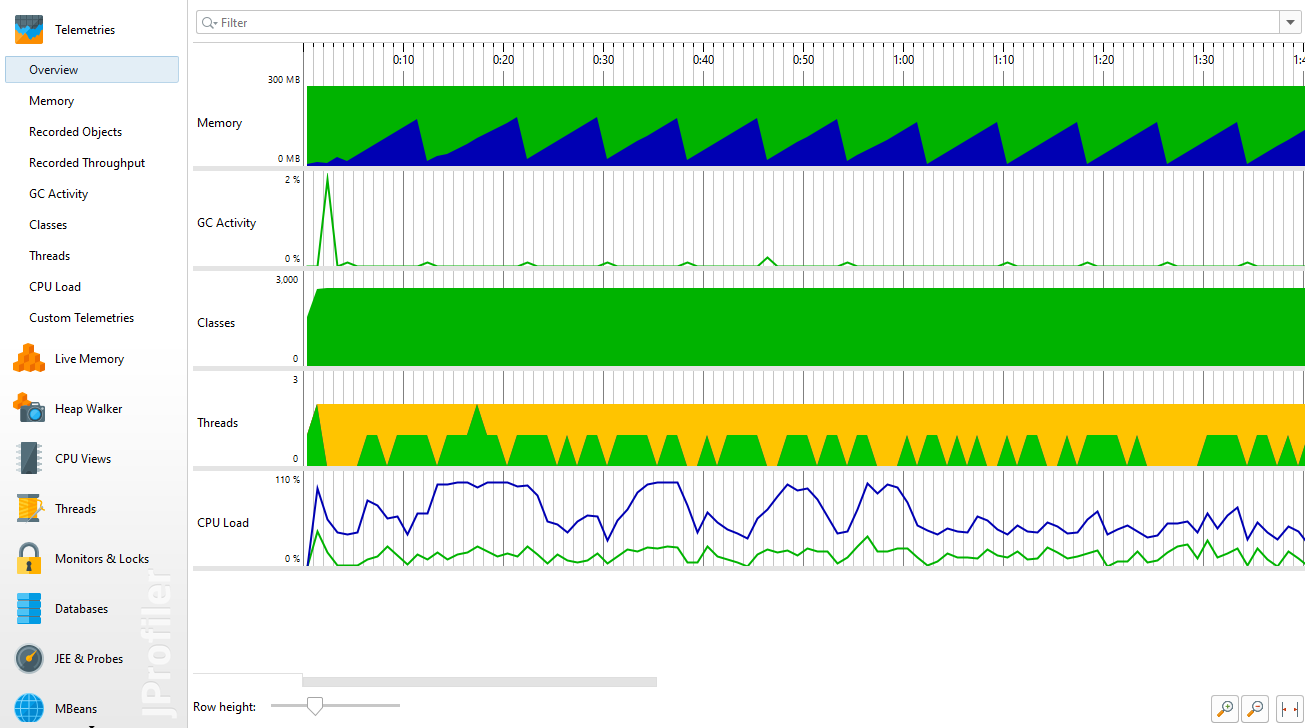 Telemetries
Overview
Memory
Recorded Objects
Recorded Throughput
GC Activity
Classes
Threads
CPU Load
Custom Telemetries
Live Memory
Heap Walker
CPU Views
Threads
Monitors & Locks
Databases
JEE & Probes
MBeans
JProfiler
Filter
0:10 0:20 0:30 0:40 0:50 1:00 1:10 1:20 1:30 1:4
300 MB
Memory
0 MB
2 %
GC Activity
0 %
3,000
Classes
0
3
Threads
0
110 %
CPU Load
0 %
Row height: